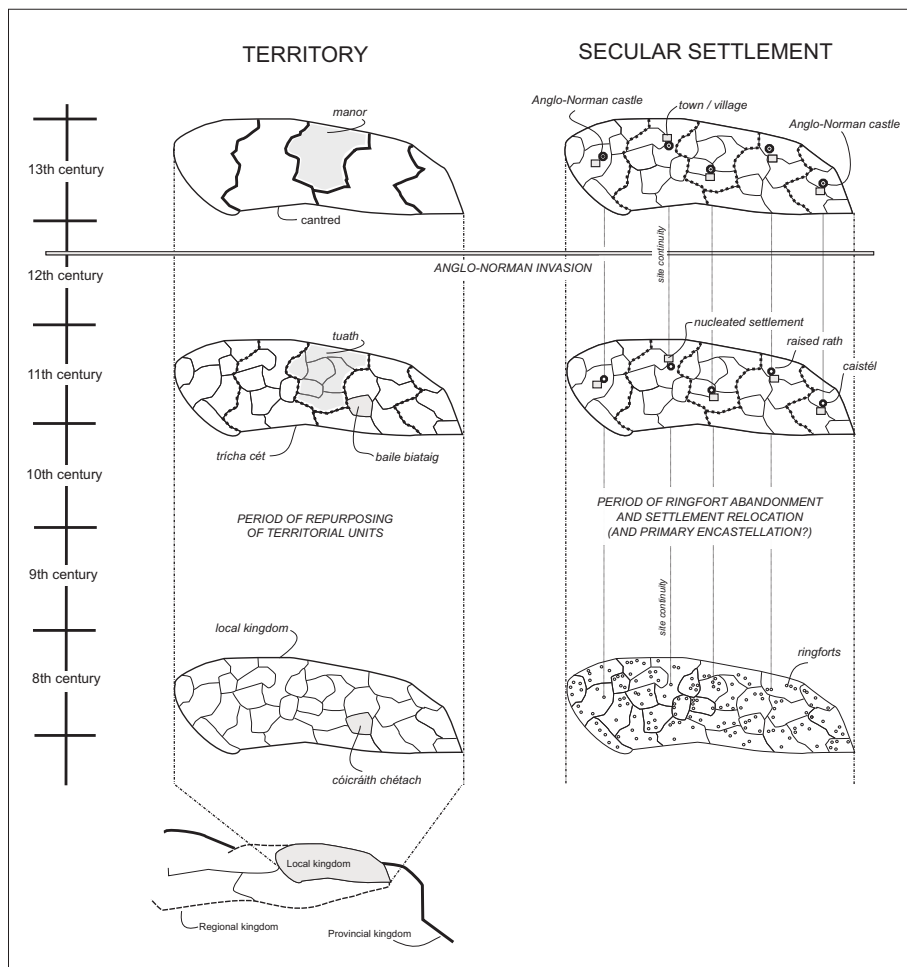 TERRITORY
SECULAR SETTLEMENT
manor
Anglo-Norman castle
town / village
Anglo-Norman castle
13th century
cantred
site continuity
ANGLO-NORMAN INVASION
12th century
tuath
nucleated settlement
raised rath
11th century
caistél
trícha cét
baile biataig
10th century
PERIOD OF REPURPOSING
OF TERRITORIAL UNITS
PERIOD OF RINGFORT ABANDONMENT
AND SETTLEMENT RELOCATION
(AND PRIMARY ENCASTELLATION?)
9th century
site continuity
local kingdom
ringforts
8th century
cóicráith chétach
Local kingdom
Regional kingdom
Provincial kingdom